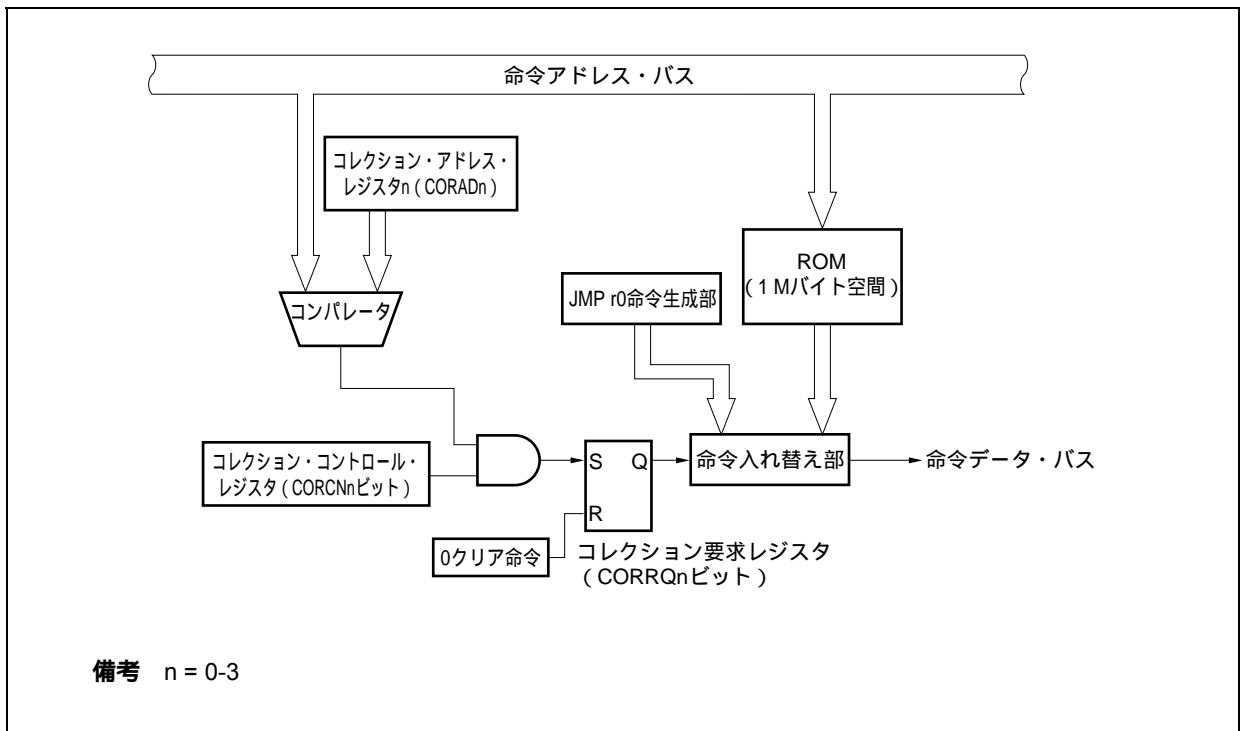 命令アドレス・バス
コレクション・アドレス・
レジスタn（CORADn）
コンパレータ
JMP r0命令生成部
ROM
（1 Mバイト空間）
コレクション・コントロール・
レジスタ（CORCNnビット）
S
Q
R
命令入れ替え部
命令データ・バス
0クリア命令
コレクション要求レジスタ
（CORRQnビット）
備考 n = 0-3